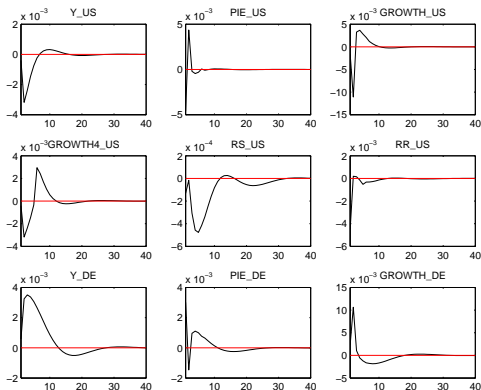 Y_US PIE_US GROWTH_US
x 10⁻³ x 10⁻³ x 10⁻³
2 5 5
0 0 0
−2 −5
−4 −5 −10
−15
10 20 30 40 10 20 30 40 10 20 30 40
GROWTH4_US RS_US RR_US
x 10⁻³ x 10⁻4 x 10⁻³
4 2 2
2 0 0
0 −2
−2 −4 −2
−4 −6 −4
10 20 30 40 10 20 30 40 10 20 30 40
Y_DE PIE_DE GROWTH_DE
x 10⁻³ x 10⁻³ x 10⁻³
4 4 15
2 2 10
0 0 5
−2 −2 0
−5
10 20 30 40 10 20 30 40 10 20 30 40